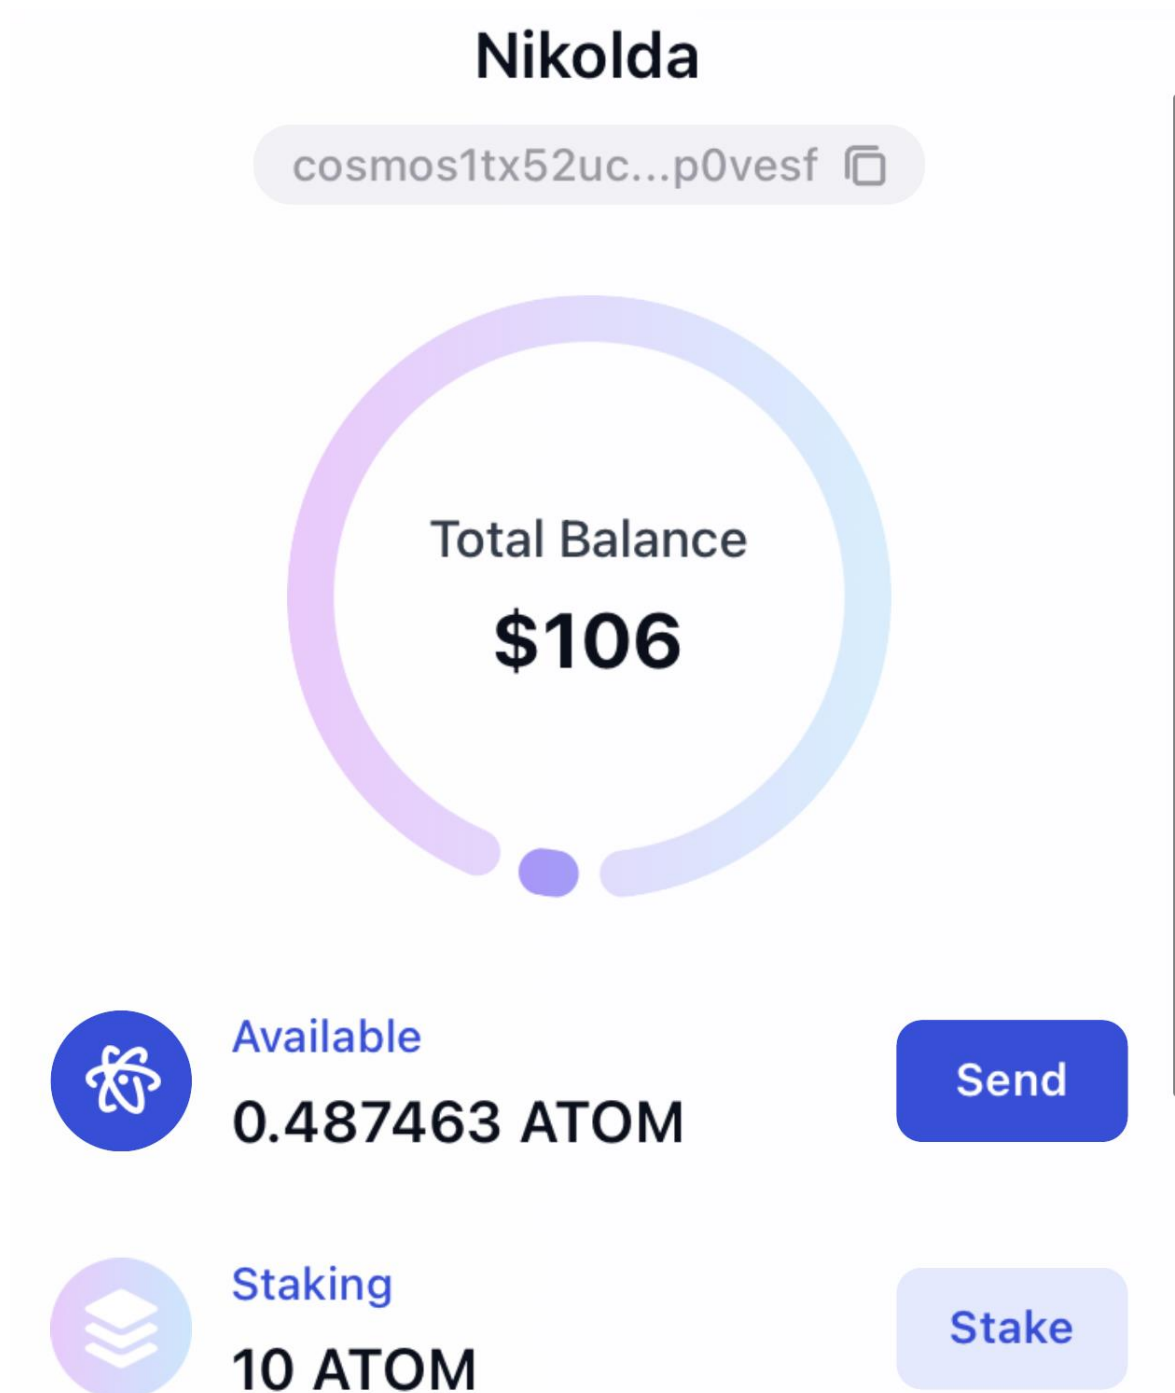 Nikolda
cosmos1tx52uc...p0vesf
Total Balance
$106
Available
0.487463 ATOM
Send
Staking
10 ATOM
Stake